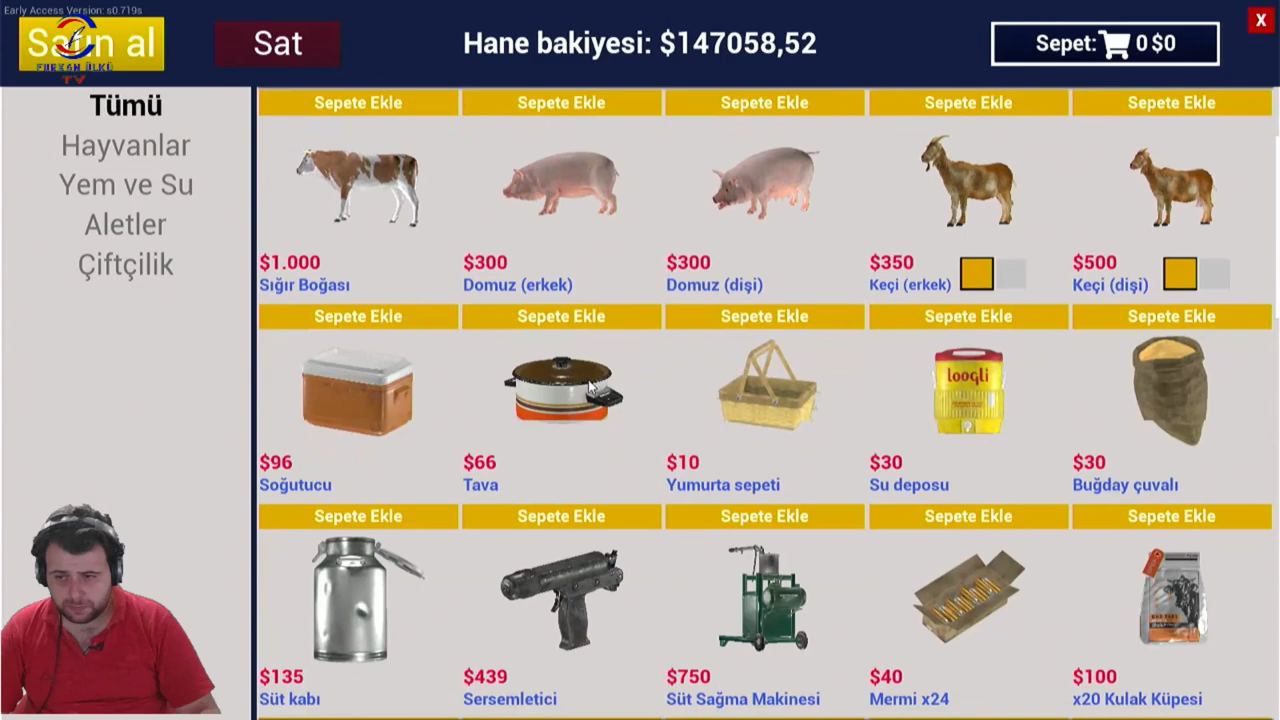 Early Access Version: s0.719s
Satın al
FURKAN ÜLKÜ
TV
Sat
Hane bakiyesi: $147058,52
Sepet: 0 $0
X
Tümü
Hayvanlar
Yem ve Su
Aletler
Çiftçilik
Sepete Ekle Sepete Ekle Sepete Ekle Sepete Ekle Sepete Ekle
$1.000 $300 $300 $350 $500
Sığır Boğası Domuz (erkek) Domuz (dişi) Keçi (erkek) Keçi (dişi)
Sepete Ekle Sepete Ekle Sepete Ekle Sepete Ekle Sepete Ekle
loogli
$96 $66 $10 $30 $30
Soğutucu Tava Yumurta sepeti Su deposu Buğday çuvalı
Sepete Ekle Sepete Ekle Sepete Ekle Sepete Ekle Sepete Ekle
$135 $439 $750 $40 $100
Süt kabı Sersemletici Süt Sağma Makinesi Mermi x24 x20 Kulak Küpesi